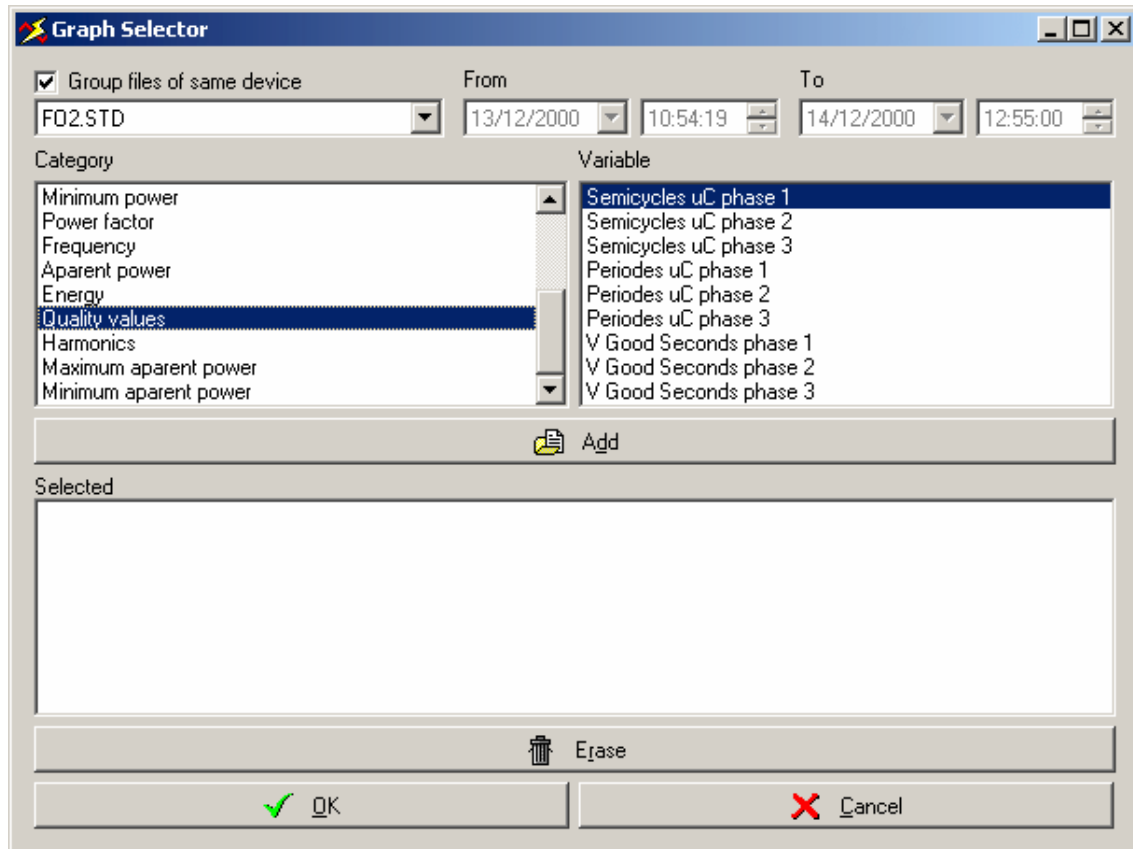 Graph Selector
Group files of same device
From
To
F02.STD
13/12/2000
10:54:19
14/12/2000
12:55:00
Category
Variable
Minimum power
Power factor
Frequency
Aparent power
Energy
Quality values
Harmonics
Maximum aparent power
Minimum aparent power
Semicycles uC phase 1
Semicycles uC phase 2
Semicycles uC phase 3
Periodes uC phase 1
Periodes uC phase 2
Periodes uC phase 3
V Good Seconds phase 1
V Good Seconds phase 2
V Good Seconds phase 3
Add
Selected
Erase
OK
Cancel